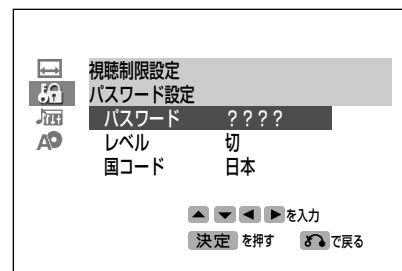 視聴制限設定
パスワード設定
パスワード ????
レベル 切
国コード 日本
▲ ▼ ◀ ▶ を入力
決定 を押す で戻る